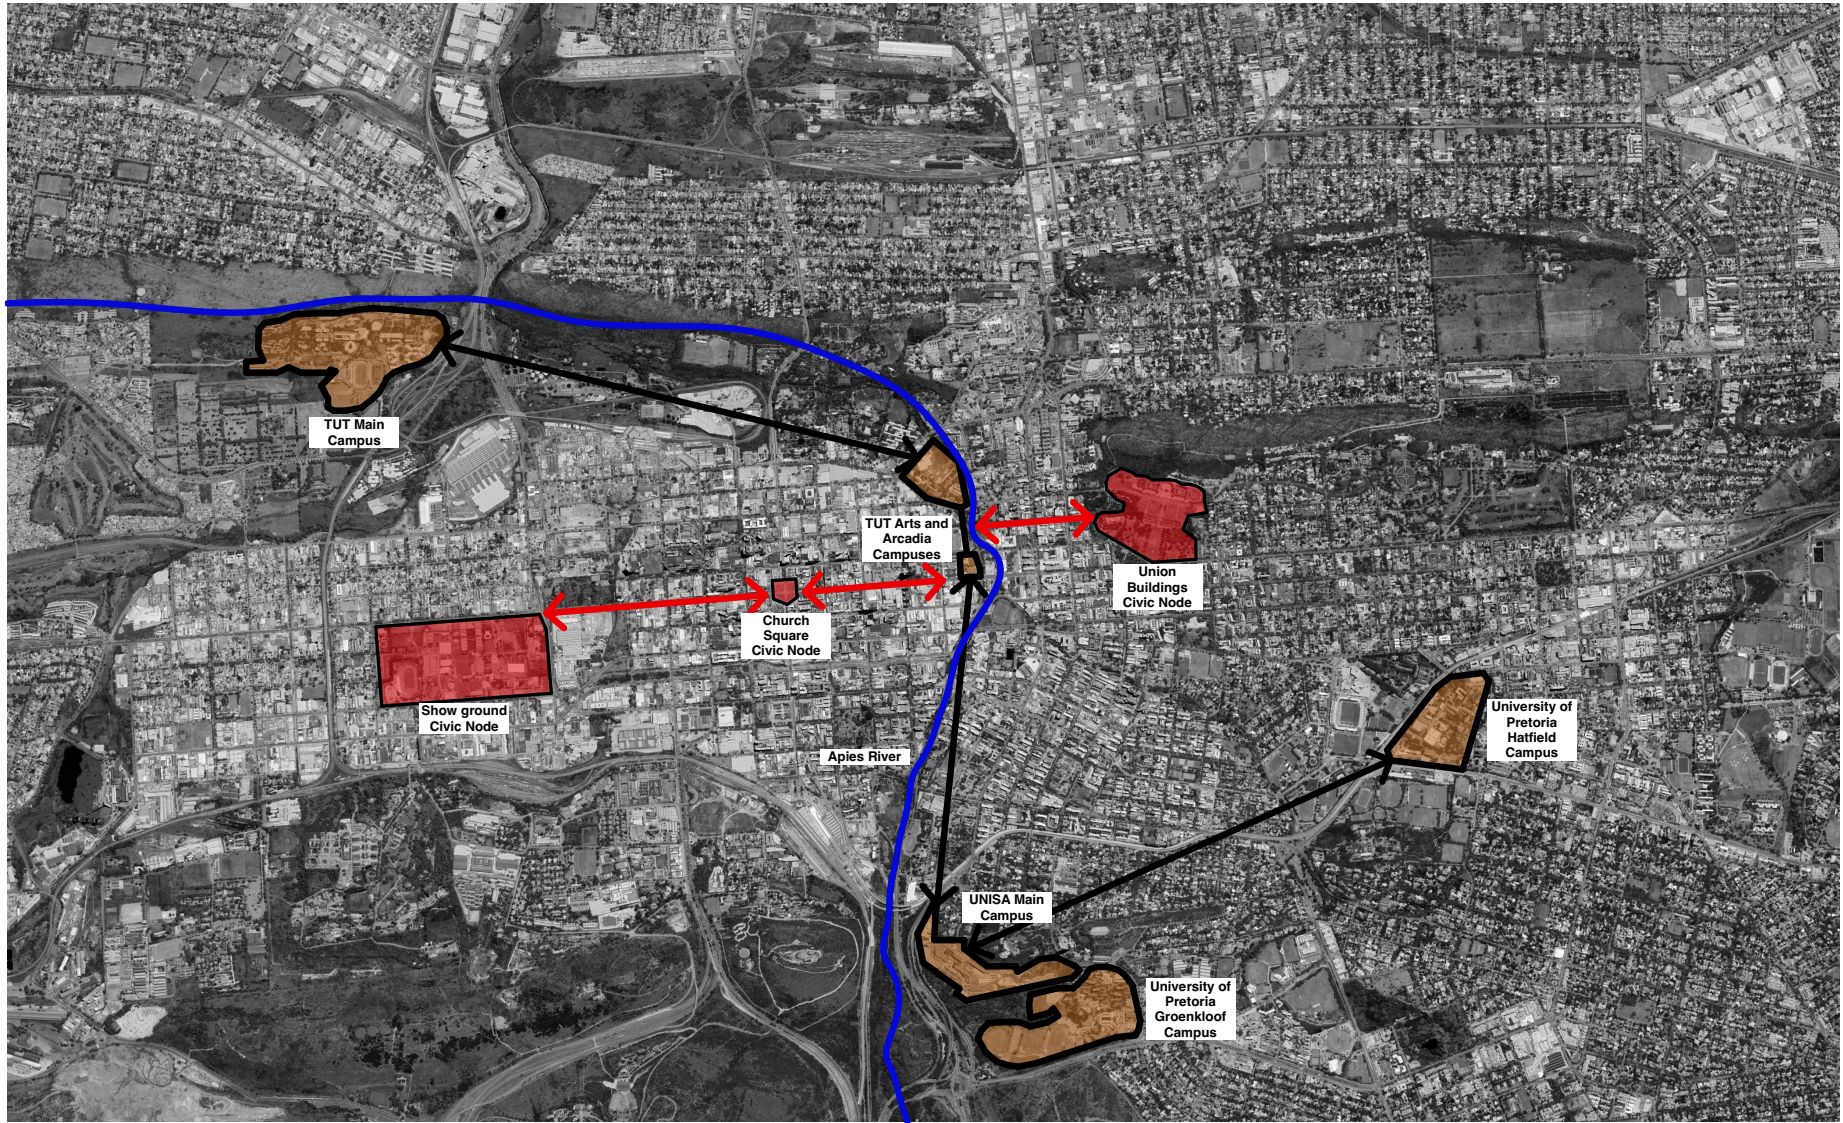 TUT Main
Campus
TUT Arts and
Arcadia
Campuses
Union
Buildings
Civic Node
Church
Square
Civic Node
Show ground
Civic Node
Apies River
University of
Pretoria
Hatfield
Campus
UNISA Main
Campus
University of
Pretoria
Groenkloof
Campus